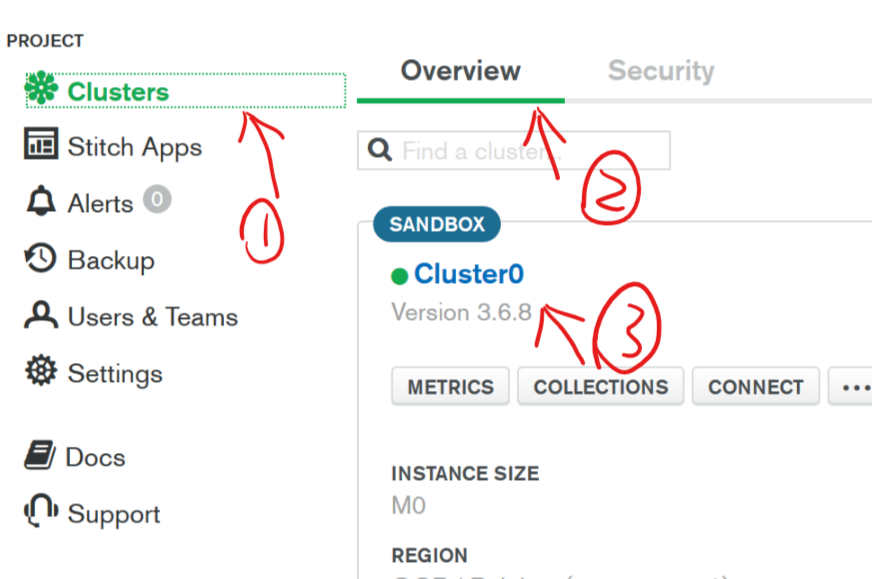 PROJECT
Clusters
Stitch Apps
Alerts 0
Backup
Users & Teams
Settings
Docs
Support
Overview Security
Find a cluster...
SANDBOX
Cluster0
Version 3.6.8
METRICS COLLECTIONS CONNECT ...
INSTANCE SIZE
M0
REGION
1
2
3